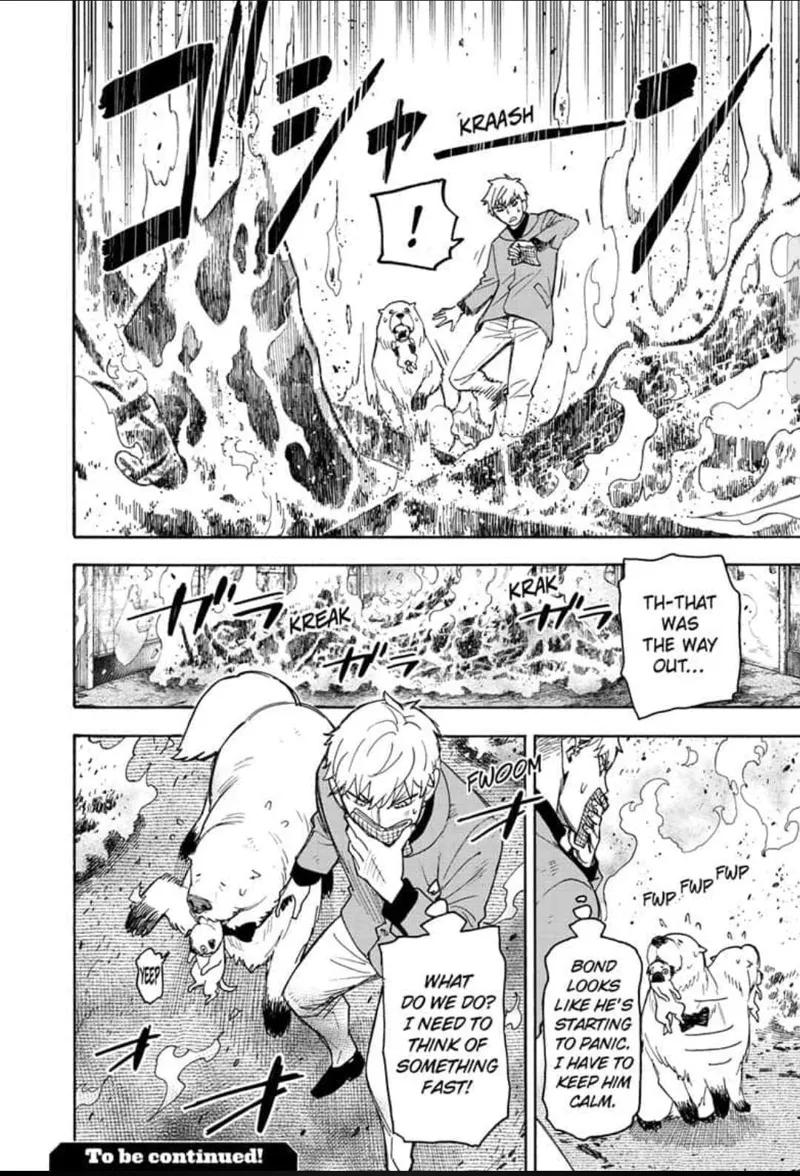 ゴシャーン
KRAASH
!
TH-THAT
WAS
THE WAY
OUT...
KRAK
ガラ
KREAK
ガラ
ガラ
FWP FWP FWP
BOND
LOOKS
LIKE HE'S
STARTING
TO PANIC.
I HAVE TO
KEEP HIM
CALM.
FWOOM
WHAT
DO WE DO?
I NEED TO
THINK OF
SOMETHING
FAST!
YEEP
To be continued!